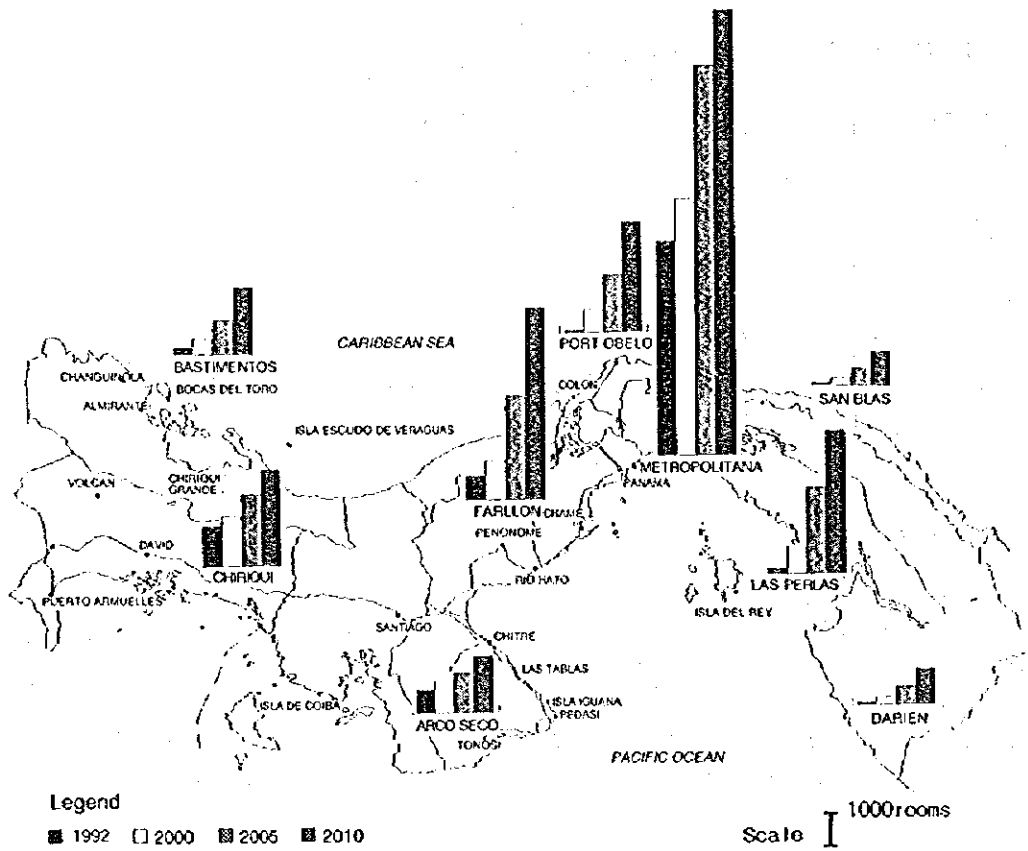 CARIBBEAN SEA
PORTOBELO
BASTIMENTOS
CHANGUINOLA
BOCAS DEL TORO
COLON
SAN BLAS
ALMIRANTE
ISLA ESCUDO DE VERAGUAS
METROPOLITANA
CHIRIQUI
GRANDE
VOLCAN
PANAMA
FARLLON
CHAME
PENONOME
DAVID
CHIRIQUI
RIO HATO
LAS PERLAS
PUERTO ARMUELLES
ISLA DEL REY
SANTIAGO
CHITRE
LAS TABLAS
ISLA DE COIBA
ISLA IGUANA
PEDASI
ARCO SECO
DARIEN
TONOSI
PACIFIC OCEAN
Legend
1992 2000 2005 2010
1000rooms
Scale